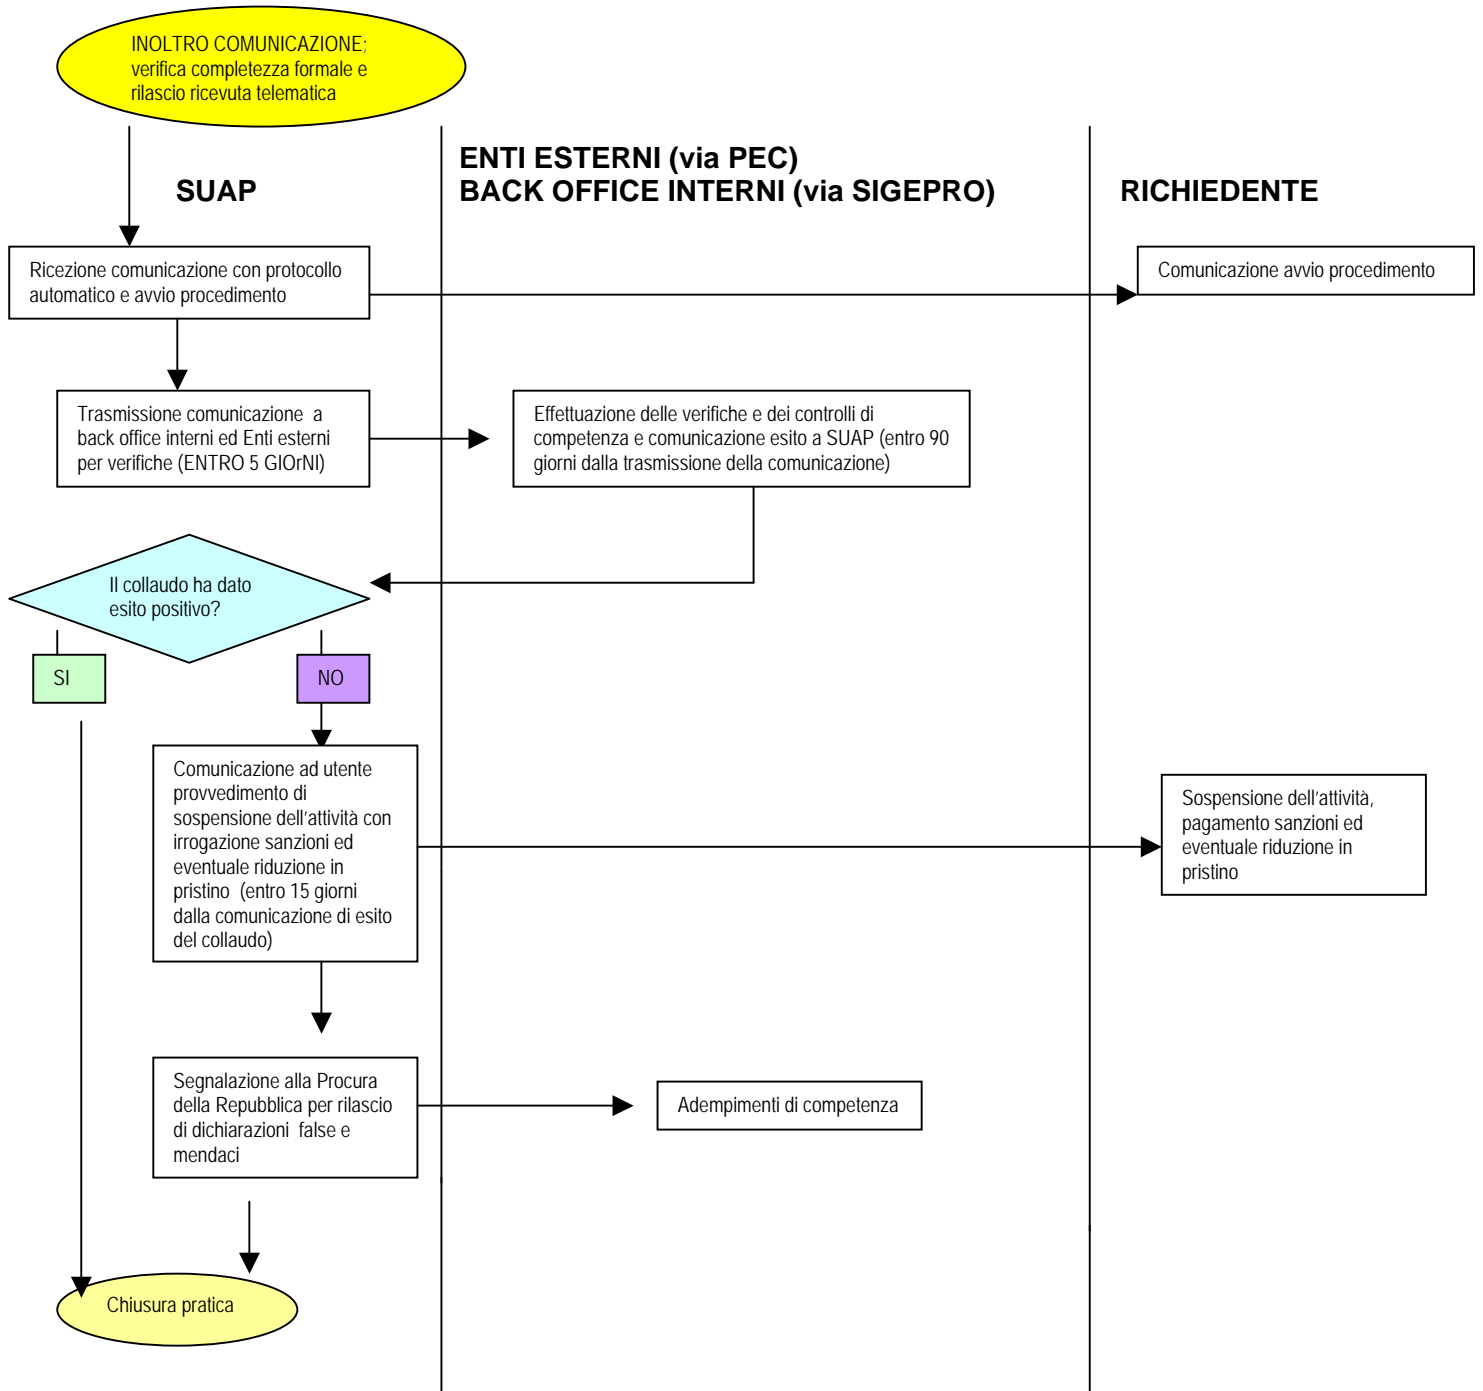 INOLTRO COMUNICAZIONE;
verifica completezza formale e
rilascio ricevuta telematica
SUAP
ENTI ESTERNI (via PEC)
BACK OFFICE INTERNI (via SIGEPRO)
RICHIEDENTE
Ricezione comunicazione con protocollo
automatico e avvio procedimento
Comunicazione avvio procedimento
Trasmissione comunicazione a
back office interni ed Enti esterni
per verifiche (ENTRO 5 GIOrNI)
Effettuazione delle verifiche e dei controlli di
competenza e comunicazione esito a SUAP (entro 90
giorni dalla trasmissione della comunicazione)
Il collaudo ha dato
esito positivo?
SI
NO
Comunicazione ad utente
provvedimento di
sospensione dell'attività con
irrogazione sanzioni ed
eventuale riduzione in
pristino (entro 15 giorni
dalla comunicazione di esito
del collaudo)
Sospensione dell'attività,
pagamento sanzioni ed
eventuale riduzione in
pristino
Segnalazione alla Procura
della Repubblica per rilascio
di dichiarazioni false e
mendaci
Adempimenti di competenza
Chiusura pratica